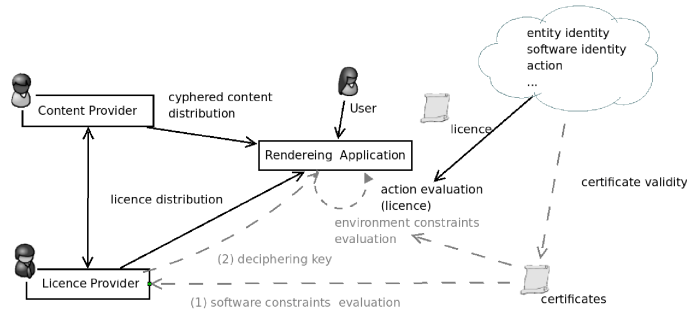 entity identity
software identity
action
...
Content Provider
cyphered content
distribution
User
licence
Rendereing Application
certificate validity
licence distribution
action evaluation
(licence)
environment constraints
evaluation
(2) deciphering key
Licence Provider
(1) software constraints evaluation
certificates